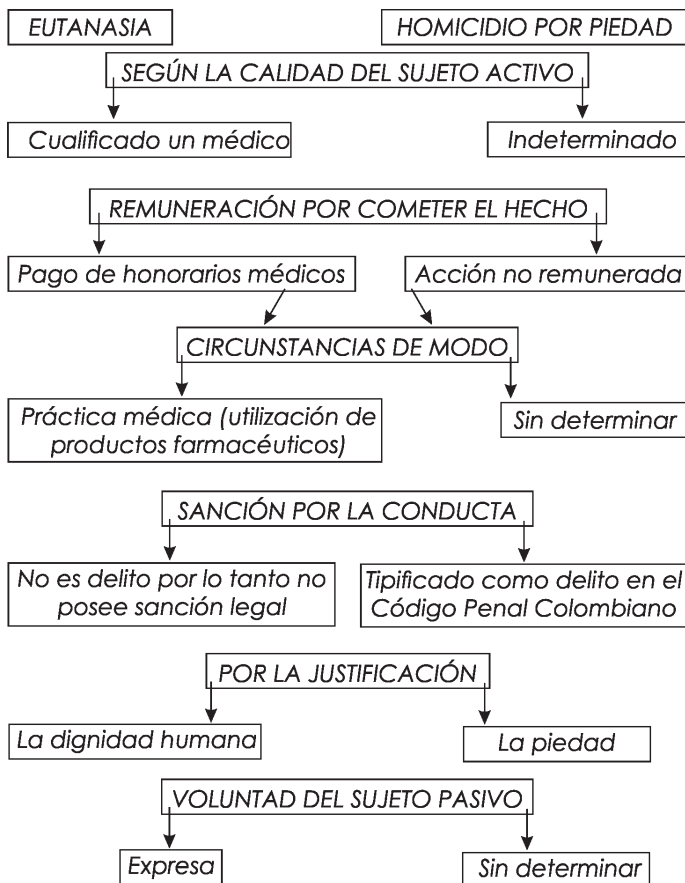 EUTANASIA
HOMICIDIO POR PIEDAD
SEGÚN LA CALIDAD DEL SUJETO ACTIVO
Cualificado un médico
Indeterminado
REMUNERACIÓN POR COMETER EL HECHO
Pago de honorarios médicos
Acción no remunerada
CIRCUNSTANCIAS DE MODO
Práctica médica (utilización de
productos farmacéuticos)
Sin determinar
SANCIÓN POR LA CONDUCTA
No es delito por lo tanto no
posee sanción legal
Tipificado como delito en el
Código Penal Colombiano
POR LA JUSTIFICACIÓN
La dignidad humana
La piedad
VOLUNTAD DEL SUJETO PASIVO
Expresa
Sin determinar